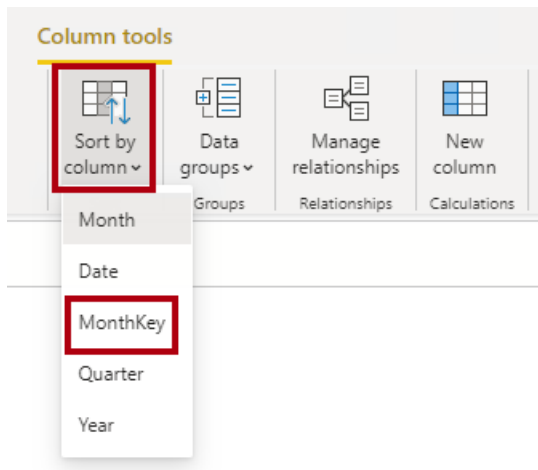 Column tools
Sort by
column
Data
groups
Manage
relationships
New
column
Groups
Relationships
Calculations
Month
Date
MonthKey
Quarter
Year